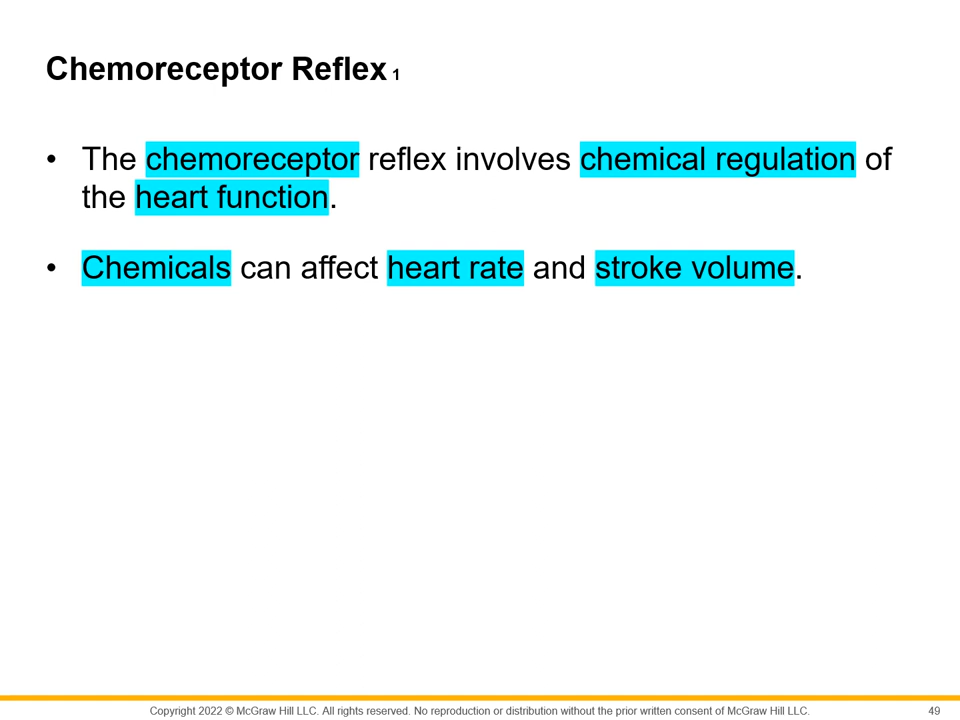 Chemoreceptor Reflex 1
• The chemoreceptor reflex involves chemical regulation of
the heart function.
• Chemicals can affect heart rate and stroke volume.
Copyright 2022 © McGraw Hill LLC. All rights reserved. No reproduction or distribution without the prior written consent of McGraw Hill LLC.
49